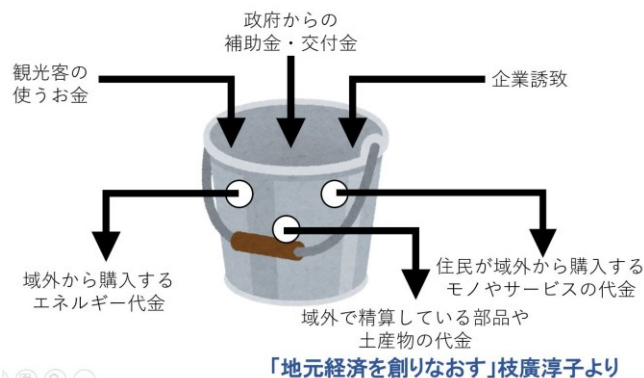 政府からの
補助金・交付金
観光客の
使うお金
企業誘致
域外から購入する
エネルギー代金
住民が域外から購入する
モノやサービスの代金
域外で精算している部品や
土産物の代金
「地元経済を創りなおす」枝廣淳子より